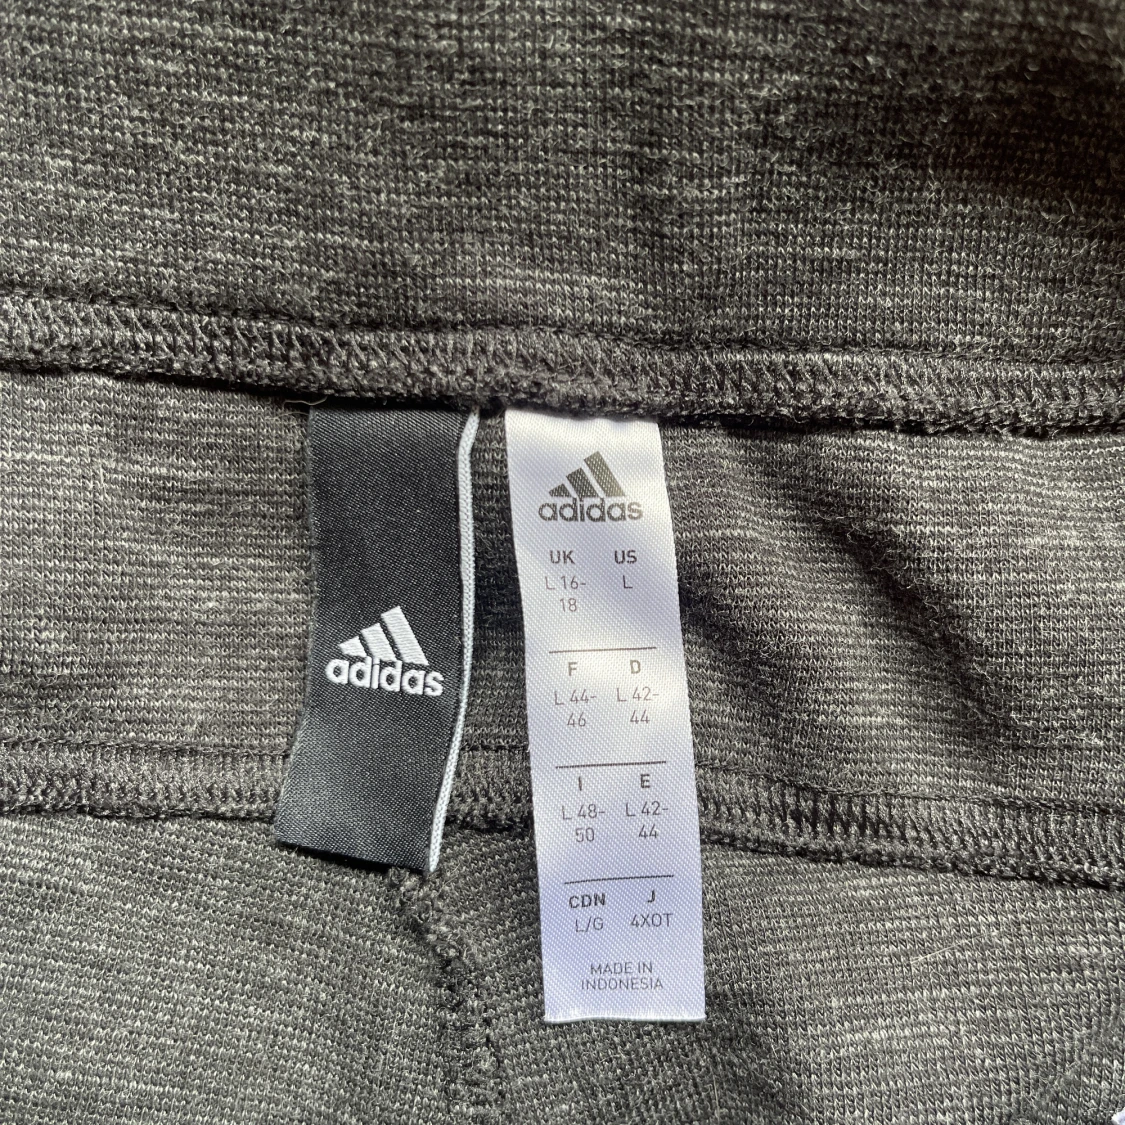 adidas
adidas
UK US
L 16-18 L
F D
L 44-46 L 42-44
I E
L 48-50 L 42-44
CDN J
L/G 4XOT
MADE IN
INDONESIA